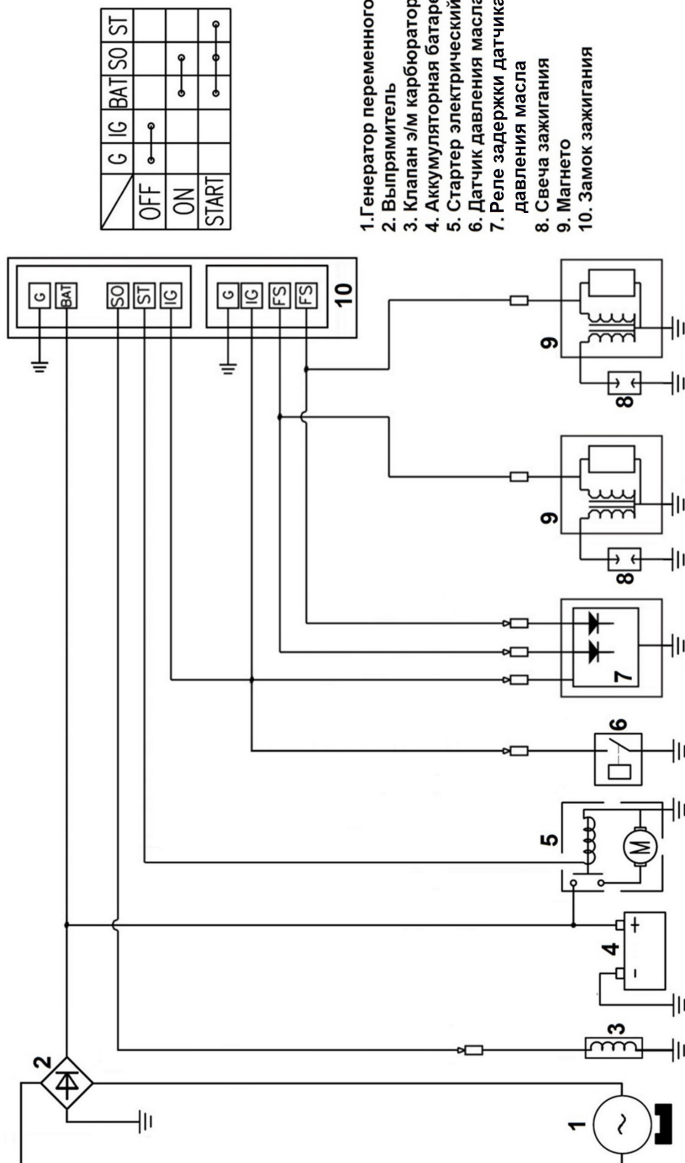 G IG BAT SO ST
OFF
ON
START
1.Генератор переменного
2. Выпрямитель
3. Клапан э/м
4. Аккумуляторная
5. Стартер электрический
6. Датчик давления масла
7. Реле задержки датчика
давления масла
8. Свеча зажигания
9. Магнето
10. Замок зажигания
G
BAT
SO
ST
IG
G
IG
FS
FS
10
9
8
9
8
7
6
5
M
4
+
-
3
2
1
~